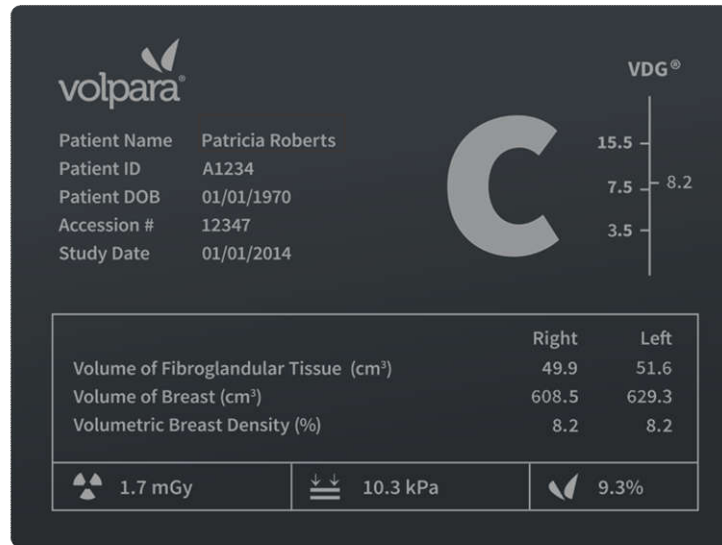 volpara®
VDG®
Patient Name Patricia Roberts
Patient ID A1234
Patient DOB 01/01/1970
Accession # 12347
Study Date 01/01/2014
C
15.5
7.5 8.2
3.5
Right Left
Volume of Fibroglandular Tissue (cm³) 49.9 51.6
Volume of Breast (cm³) 608.5 629.3
Volumetric Breast Density (%) 8.2 8.2
1.7 mGy 10.3 kPa 9.3%